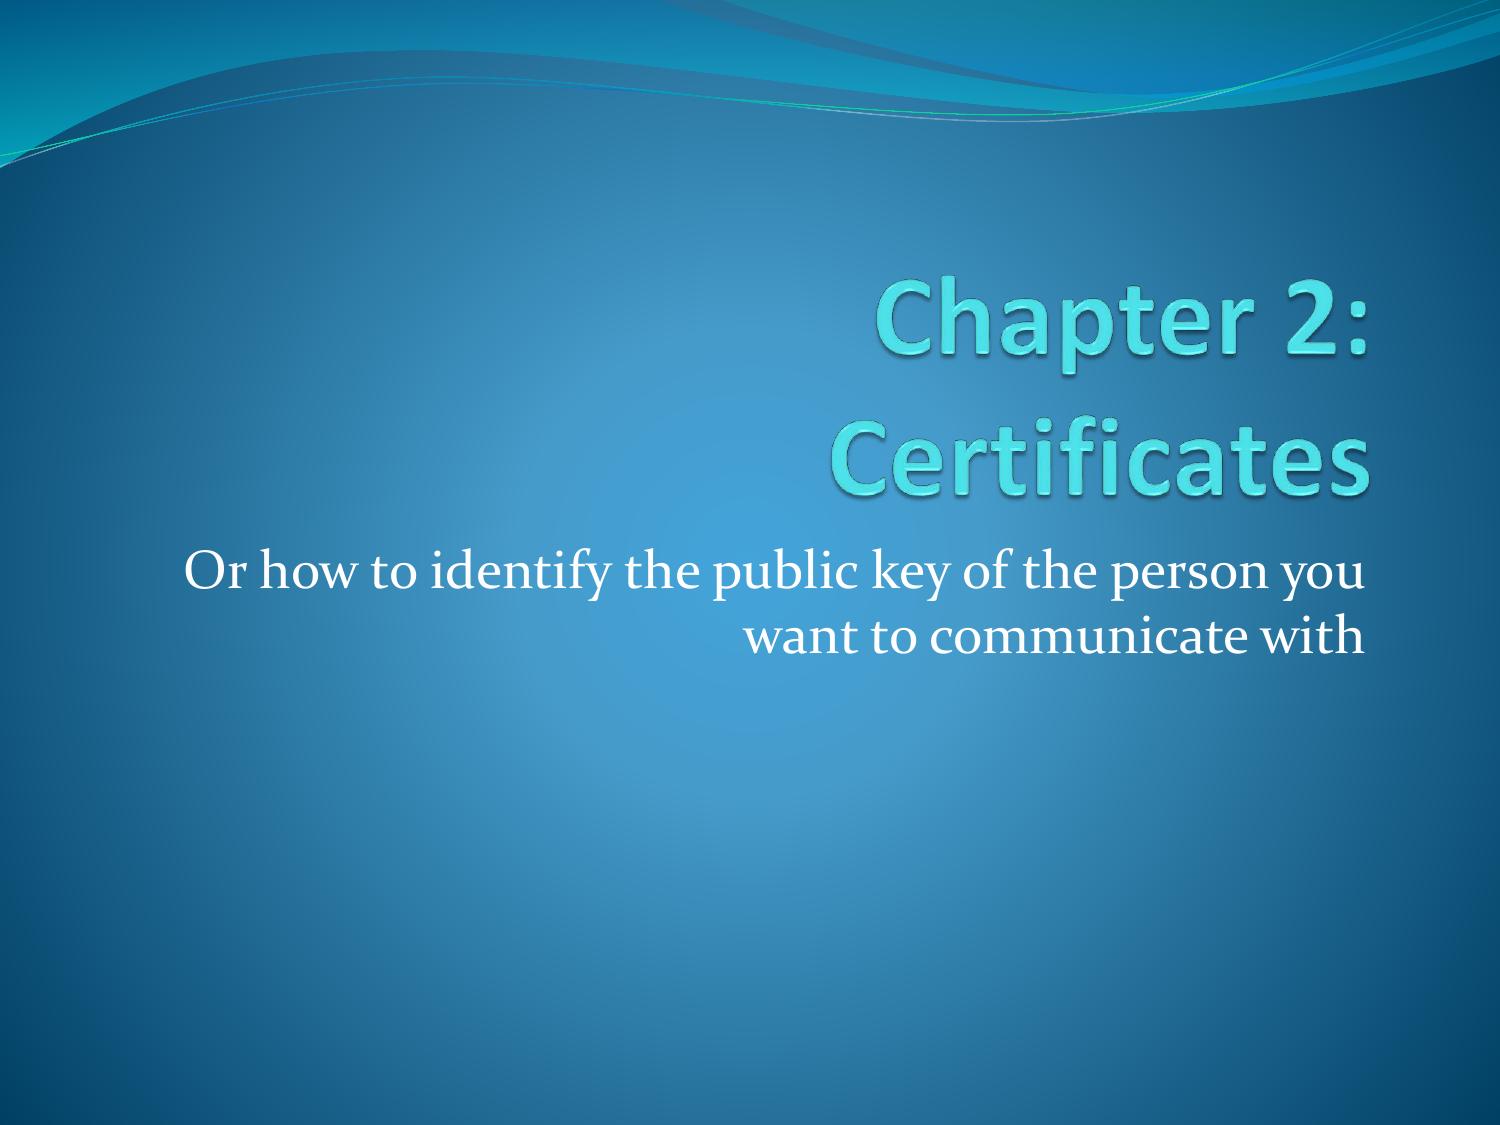 Chapter 2:
Certificates
Or how to identify the public key of the person you
want to communicate with